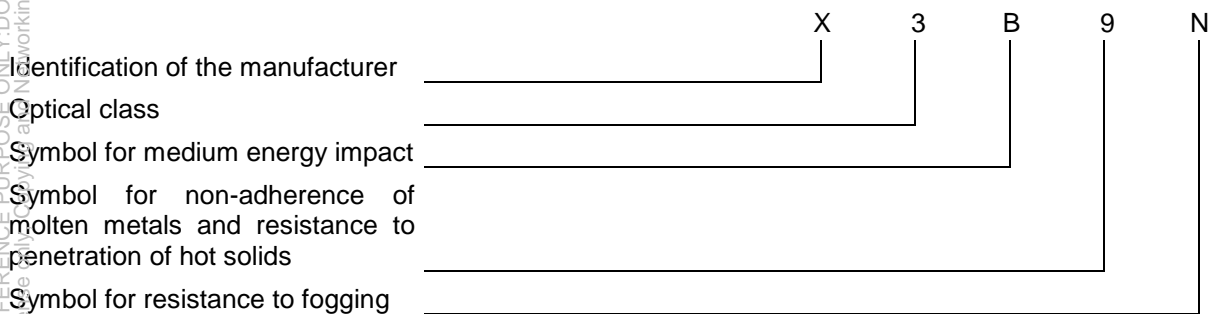 X 3 B 9 N
Identification of the manufacturer
Optical class
Symbol for medium energy impact
Symbol for non-adherence of
molten metals and resistance to
penetration of hot solids
Symbol for resistance to fogging